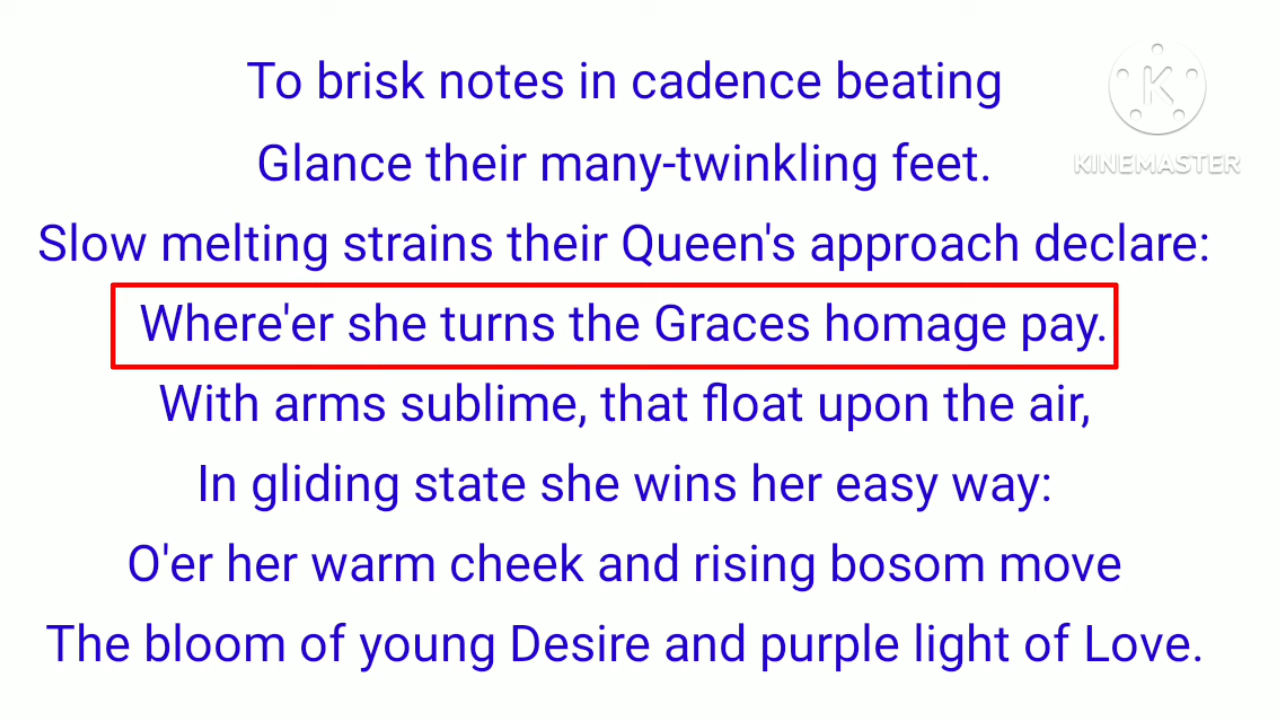 To brisk notes in cadence beating
Glance their many-twinkling feet.
Slow melting strains their Queen's approach declare:
Where'er she turns the Graces homage pay.
With arms sublime, that float upon the air,
In gliding state she wins her easy way:
O'er her warm cheek and rising bosom move
The bloom of young Desire and purple light of Love.
K
KINEMASTER